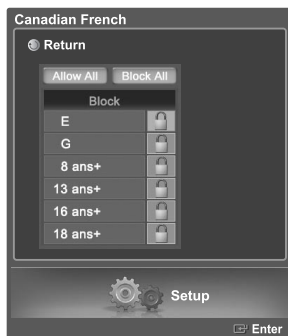 Canadian French
Return
Allow All Block All
Block
E
G
8 ans+
13 ans+
16 ans+
18 ans+
Setup
Enter